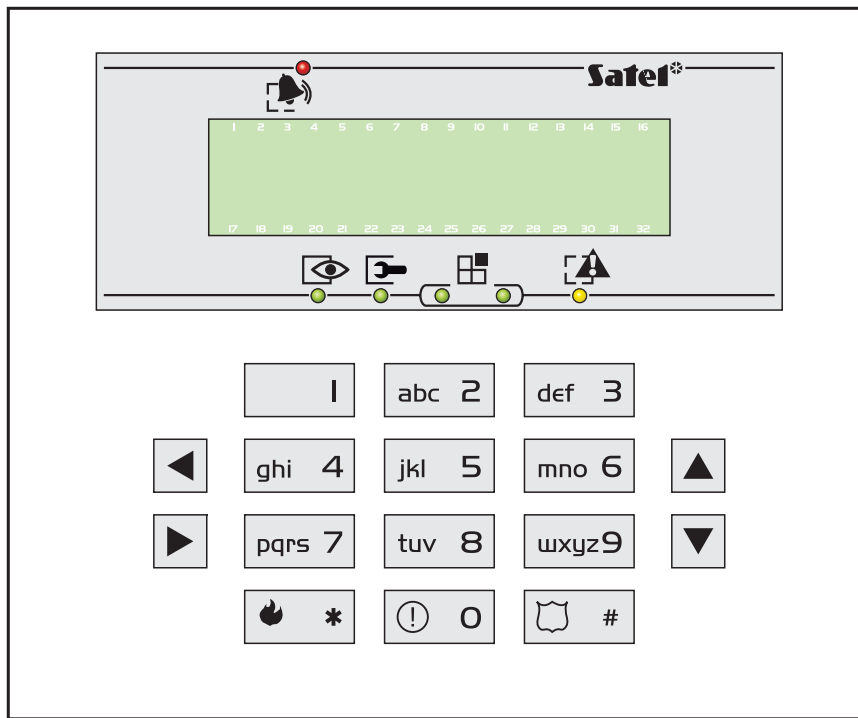 Satel
1 2 3 4 5 6 7 8 9 10 11 12 13 14 15 16
17 18 19 20 21 22 23 24 25 26 27 28 29 30 31 32
1 abc 2 def 3
ghi 4 jkl 5 mno 6
pqrs 7 tuv 8 wxyz 9
* ! 0 #